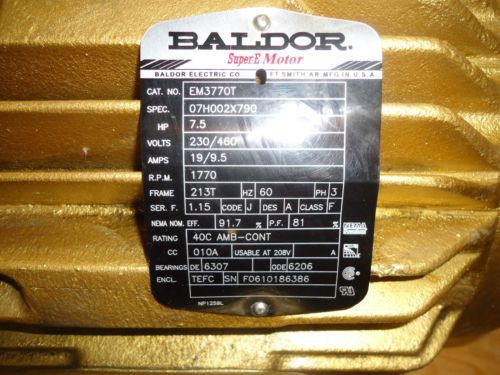 BALDOR.
Super-E Motor
BALDOR ELECTRIC CO. FT. SMITH, AR MFG. IN U.S.A.
CAT. NO. EM3770T
SPEC. 07H002X790
HP 7.5
VOLTS 230/460
AMPS 19/9.5
R.P.M. 1770
FRAME 213T HZ 60 PH 3
SER. F. 1.15 CODE J DES A CLASS F
NEMA NOM. EFF. 91.7 % P.F. 81 %
RATING 40C AMB-CONT
CC 010A USABLE AT 208V A
BEARINGS DE 6307 ODE 6206
ENCL. TEFC SN F0610186386
NP1259L